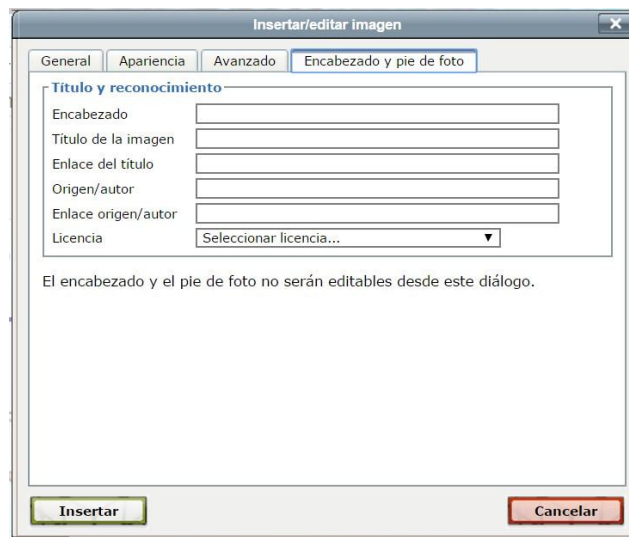 Insertar/editar imagen
General Apariencia Avanzado Encabezado y pie de foto
Título y reconocimiento
Encabezado
Título de la imagen
Enlace del título
Origen/autor
Enlace origen/autor
Licencia Seleccionar licencia...
El encabezado y el pie de foto no serán editables desde este diálogo.
Insertar Cancelar